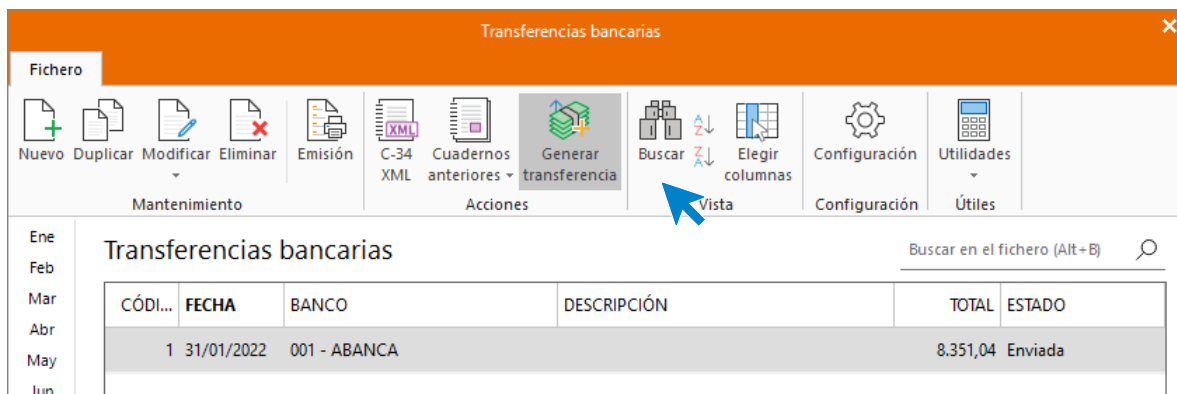 Transferencias bancarias
Fichero
Nuevo Duplicar Modificar Eliminar Emisión C-34 XML Cuadernos anteriores Generar transferencia Buscar Elegir columnas Configuración Utilidades
XML
A Z
Z A
Mantenimiento Acciones Vista Configuración Útiles
Ene
Feb
Mar
Abr
May
Jun
Transferencias bancarias
Buscar en el fichero (Alt+B)
CÓDI... FECHA BANCO DESCRIPCIÓN TOTAL ESTADO
1 31/01/2022 001 - ABANCA 8.351,04 Enviada